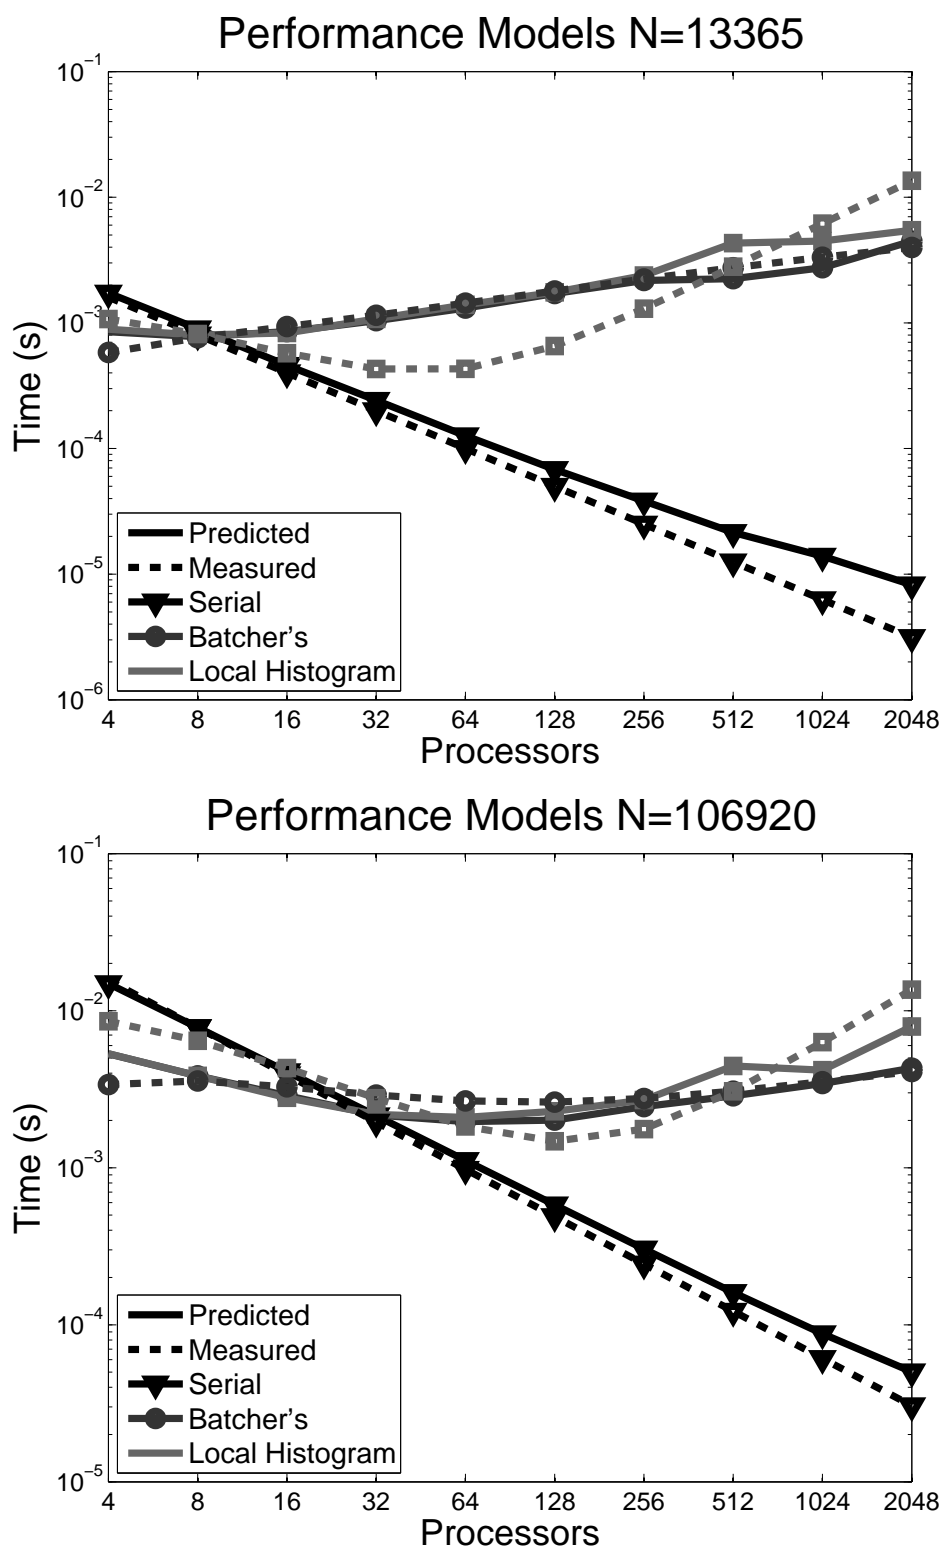 Performance Models N=13365
10⁻¹
10⁻²
10⁻³
10⁻⁴
10⁻⁵
10⁻⁶
Time (s)
Predicted
Measured
Serial
Batcher's
Local Histogram
4 8 16 32 64 128 256 512 1024 2048
Processors
Performance Models N=106920
10⁻¹
10⁻²
10⁻³
10⁻⁴
10⁻⁵
Time (s)
Predicted
Measured
Serial
Batcher's
Local Histogram
4 8 16 32 64 128 256 512 1024 2048
Processors